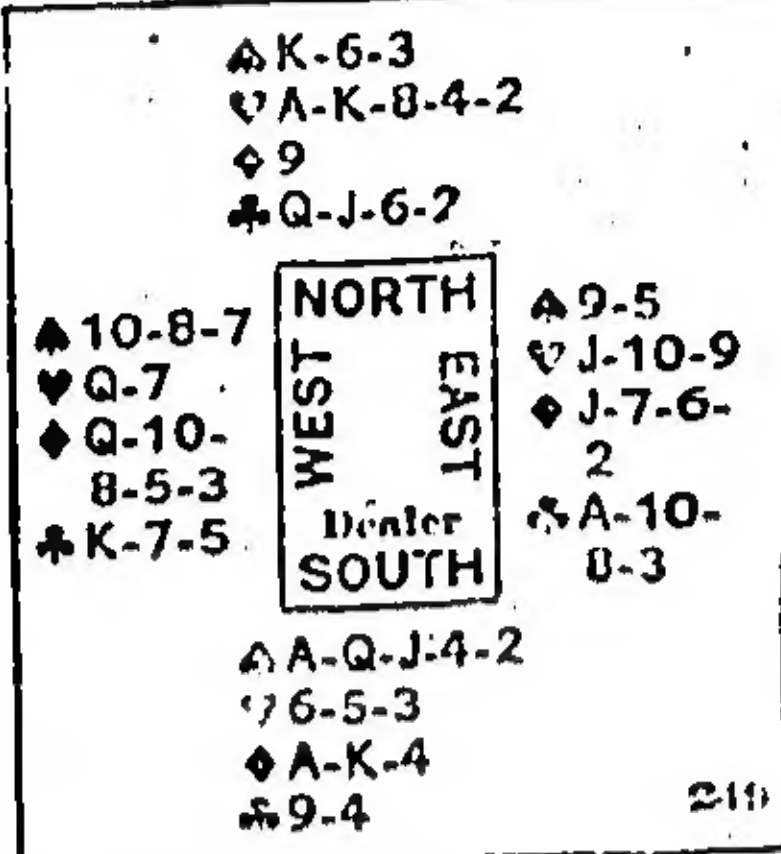 ♠ K-6-3
♥ A-K-8-4-2
♦ 9
♣ Q-J-6-2
NORTH
♠ 10-8-7
♥ Q-7
♦ Q-10-
8-5-3
♣ K-7-5
WEST
EAST
♠ 9-5
♥ J-10-9
♦ J-7-6-
2
♣ A-10-
8-3
Dealer
SOUTH
♠ A-Q-J-4-2
♥ 6-5-3
♦ A-K-4
♣ 9-4